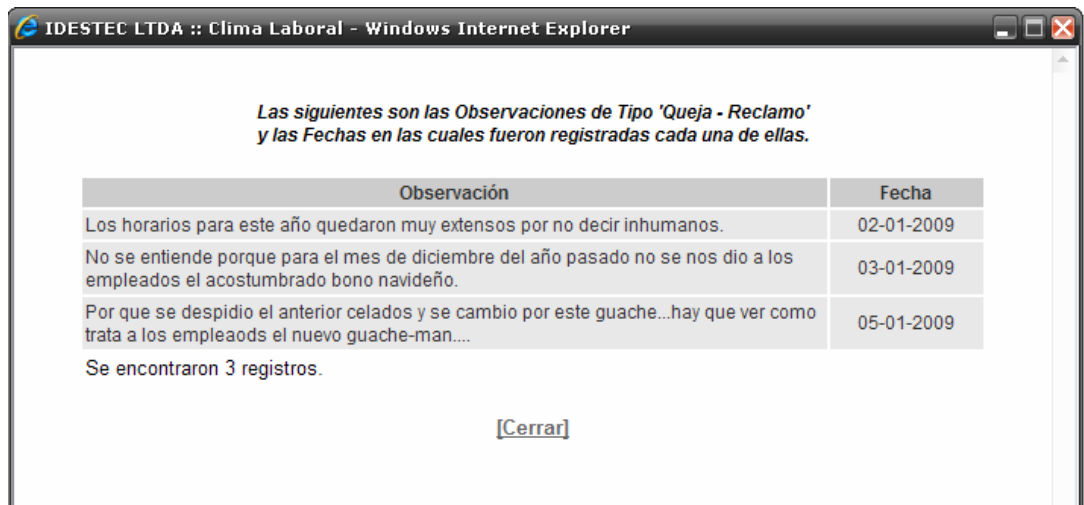 IDESTEC LTDA :: Clima Laboral - Windows Internet Explorer
Las siguientes son las Observaciones de Tipo 'Queja - Reclamo'
y las Fechas en las cuales fueron registradas cada una de ellas.
Observación Fecha
Los horarios para este año quedaron muy extensos por no decir inhumanos. 02-01-2009
No se entiende porque para el mes de diciembre del año pasado no se nos dio a los
empleados el acostumbrado bono navideño. 03-01-2009
Por que se despidio el anterior celados y se cambio por este guache...hay que ver como
trata a los empleaods el nuevo guache-man.... 05-01-2009
Se encontraron 3 registros.
[Cerrar]